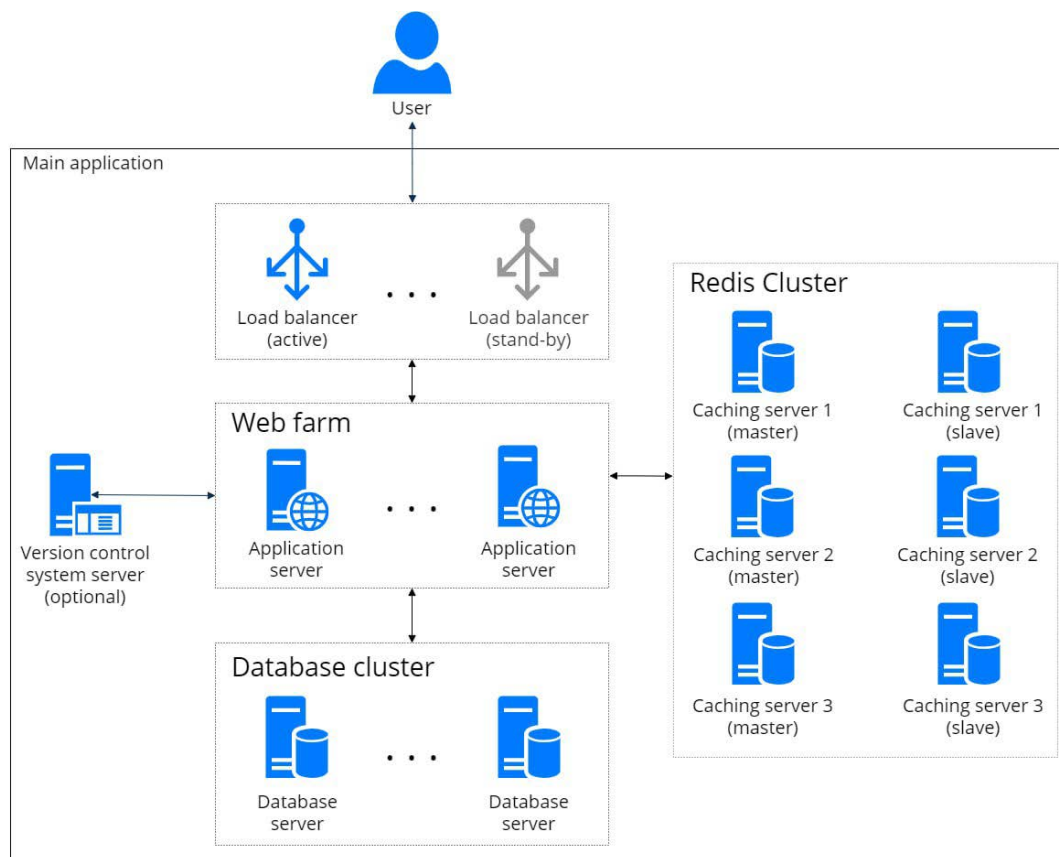 User
Main application
Load balancer
(active)
. . .
Load balancer
(stand-by)
Web farm
Application
server
. . .
Application
server
Version control
system server
(optional)
Database cluster
Database
server
. . .
Database
server
Redis Cluster
Caching server 1
(master)
Caching server 1
(slave)
Caching server 2
(master)
Caching server 2
(slave)
Caching server 3
(master)
Caching server 3
(slave)